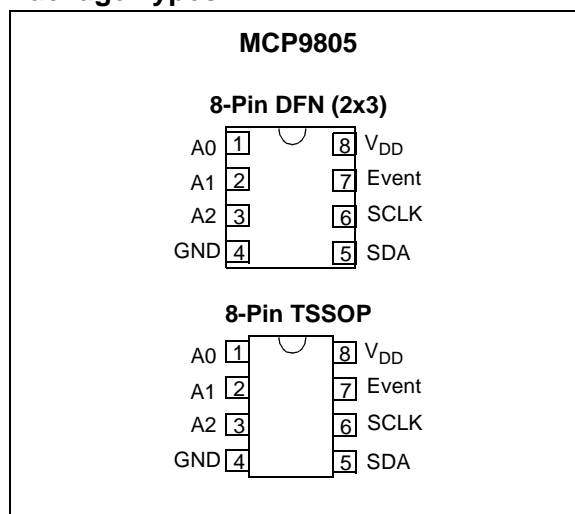 MCP9805
8-Pin DFN (2x3)
A0 1 8 VDD
A1 2 7 Event
A2 3 6 SCLK
GND 4 5 SDA
8-Pin TSSOP
A0 1 8 VDD
A1 2 7 Event
A2 3 6 SCLK
GND 4 5 SDA